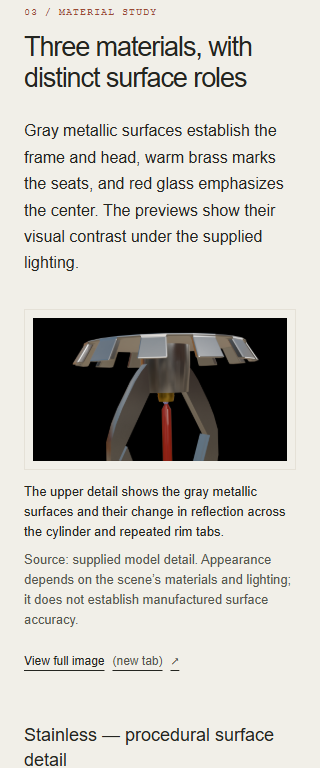 03 / MATERIAL STUDY
Three materials, with
distinct surface roles
Gray metallic surfaces establish the
frame and head, warm brass marks
the seats, and red glass emphasizes
the center. The previews show their
visual contrast under the supplied
lighting.
The upper detail shows the gray metallic
surfaces and their change in reflection across
the cylinder and repeated rim tabs.
Source: supplied model detail. Appearance
depends on the scene’s materials and lighting;
it does not establish manufactured surface
accuracy.
View full image (new tab) ↗
Stainless — procedural surface
detail